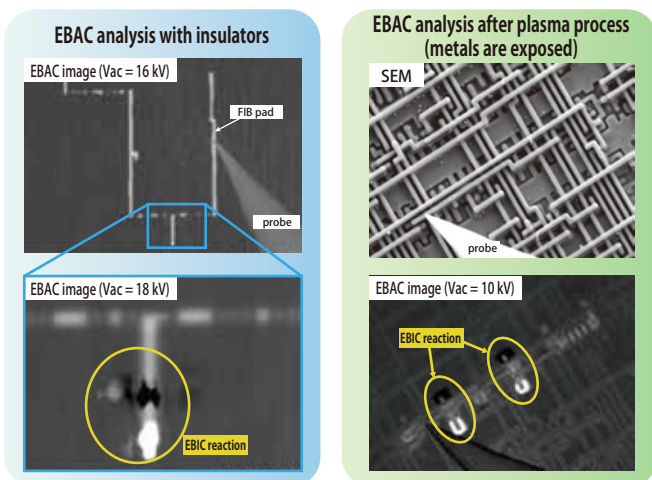 EBAC analysis with insulators
EBAC image (Vac = 16 kV)
FIB pad
probe
EBAC image (Vac = 18 kV)
EBIC reaction
EBAC analysis after plasma process
(metals are exposed)
SEM
probe
EBAC image (Vac = 10 kV)
EBIC reaction